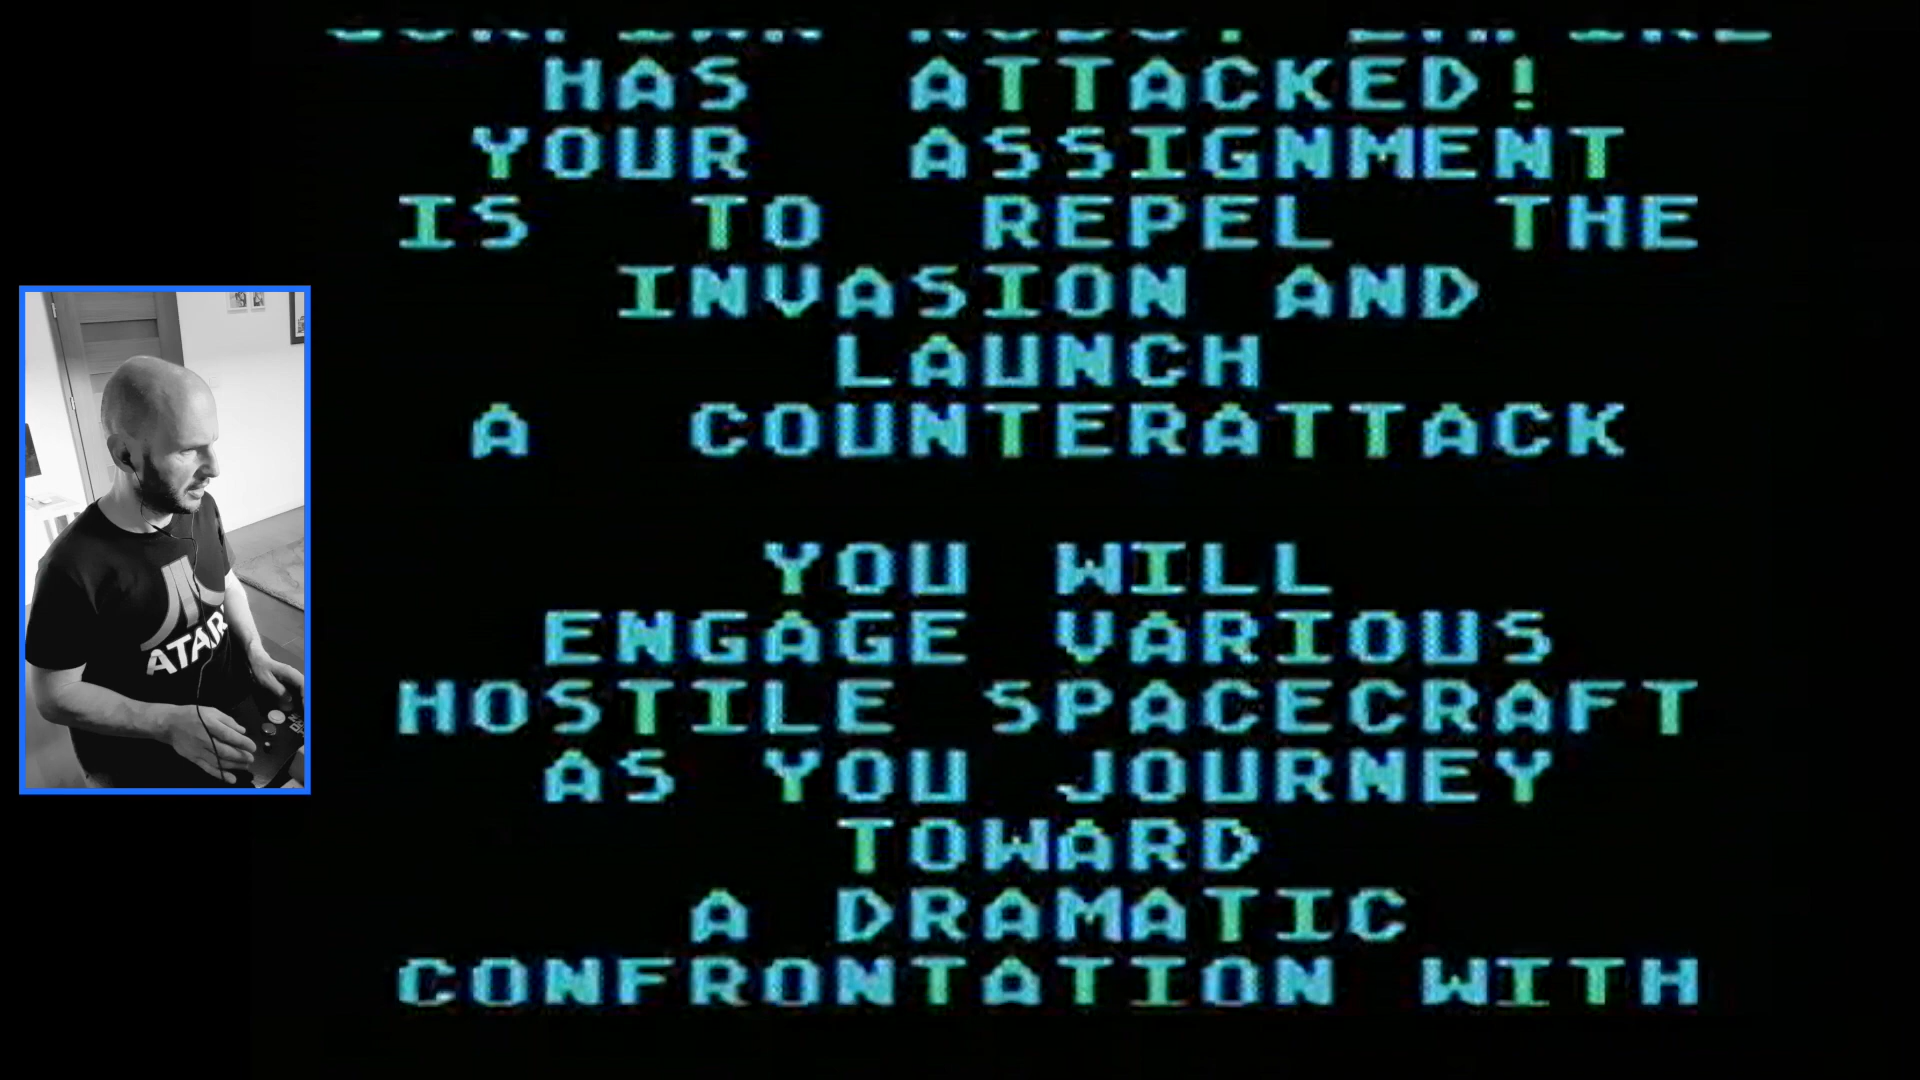 HAS ATTACKED!
YOUR ASSIGNMENT
IS TO REPEL THE
INVASION AND
LAUNCH
A COUNTERATTACK
YOU WILL
ENGAGE VARIOUS
HOSTILE SPACECRAFT
AS YOU JOURNEY
TOWARD
A DRAMATIC
CONFRONTATION WITH
ATARI